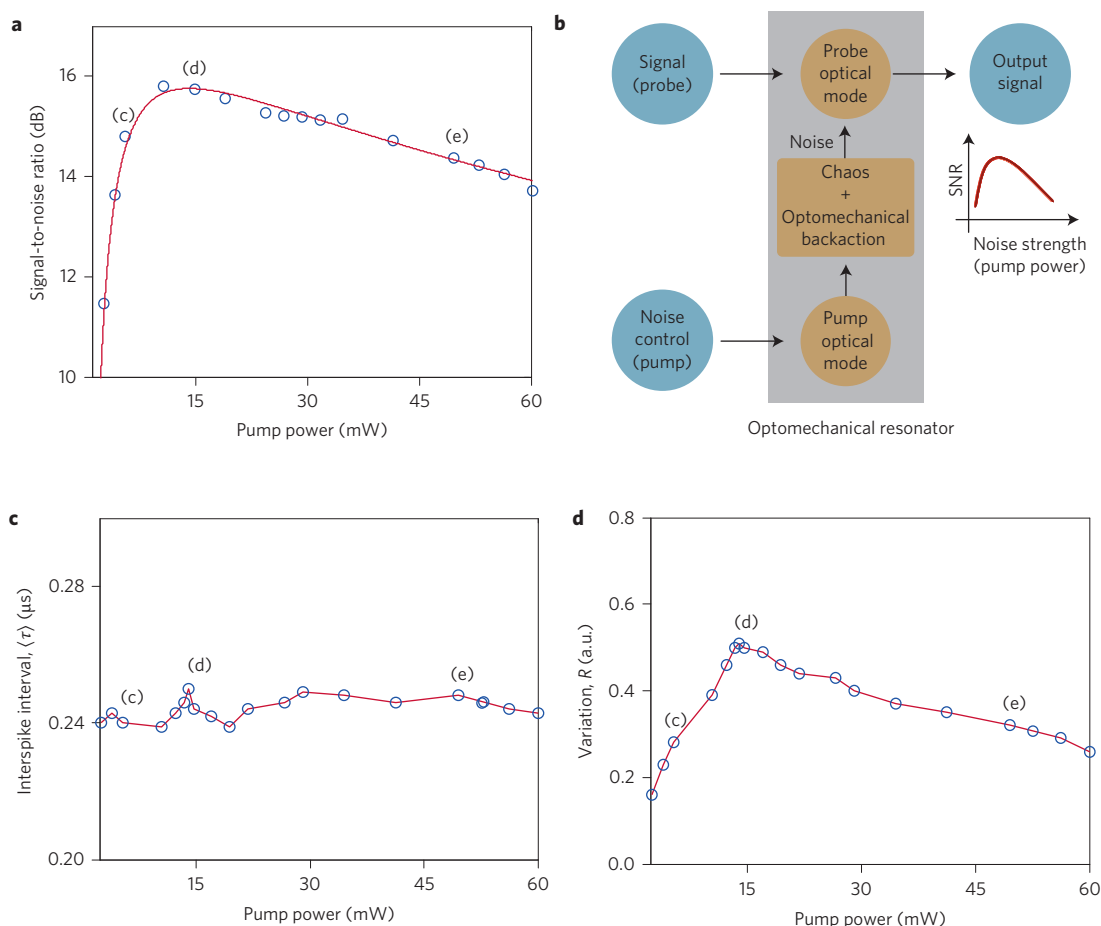 a
Signal-to-noise ratio (dB)
16
14
12
10
(c)
(d)
(e)
15
30
45
60
Pump power (mW)
b
Signal
(probe)
Probe
optical
mode
Output
signal
Noise
Chaos
+
Optomechanical
backaction
SNR
Noise strength
(pump power)
Noise
control
(pump)
Pump
optical
mode
Optomechanical resonator
c
Interspike interval, ⟨τ⟩ (μs)
0.28
0.24
0.20
(c)
(d)
(e)
15
30
45
60
Pump power (mW)
d
Variation, R (a.u.)
0.8
0.6
0.4
0.2
0.0
(c)
(d)
(e)
15
30
45
60
Pump power (mW)